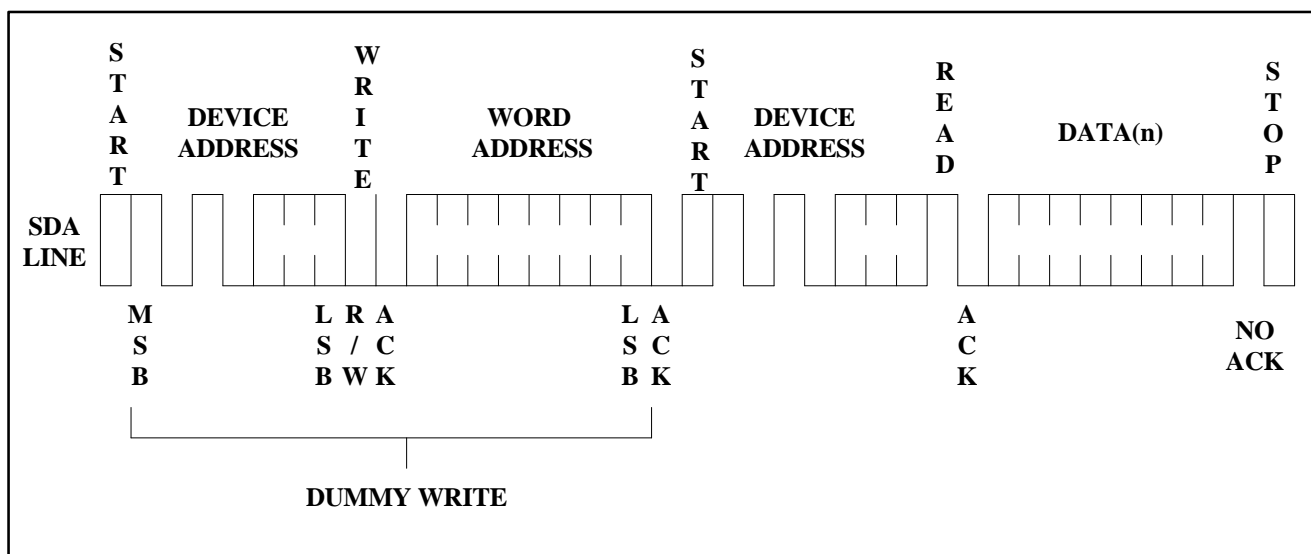 START
WRITE
START
READ
STOP
DEVICE
ADDRESS
WORD
ADDRESS
DEVICE
ADDRESS
DATA(n)
SDA
LINE
MSB
LSB
R/W
ACK
LSB
ACK
ACK
NO
ACK
DUMMY WRITE